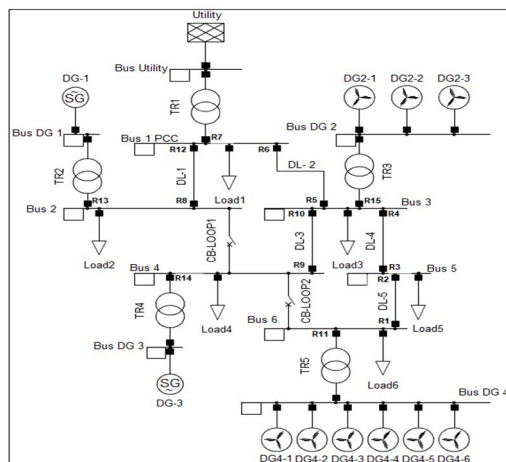 Utility
Bus Utility
DG-1
S̃G
TR1
DG2-1 DG2-2 DG2-3
Bus DG 1
Bus 1 PCC
R7
R12
R6
Bus DG 2
TR2
DL-1
DL- 2
TR3
Load1
R13
R8
R5
R15
Bus 2
R10
R4
Bus 3
Load2
CB-LOOP1
DL-3
Load3
DL-4
R9
R3
Bus 4
R14
R2
Bus 5
TR4
Load4
CB-LOOP2
DL-5
Load5
Bus 6
R1
R11
Bus DG 3
TR5
Load6
SG
DG-3
Bus DG 4
DG4-1 DG4-2 DG4-3 DG4-4 DG4-5 DG4-6